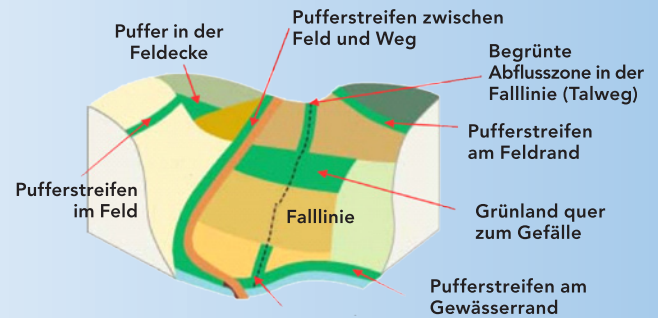 Puffer in der
Feldecke
Pufferstreifen zwischen
Feld und Weg
Begrünte
Abflusszone in der
Falllinie (Talweg)
Pufferstreifen
am Feldrand
Pufferstreifen
im Feld
Falllinie
Grünland quer
zum Gefälle
Pufferstreifen am
Gewässerrand